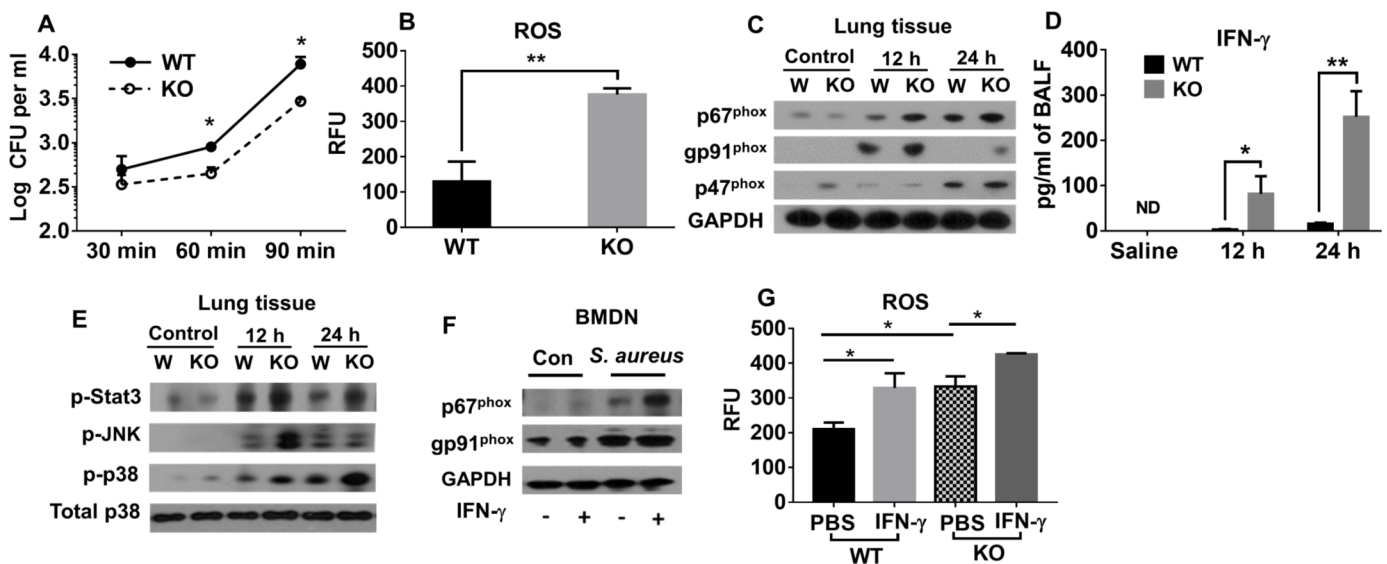 A
WT
KO
*
*
4.0
3.5
3.0
2.5
2.0
Log CFU per ml
30 min 60 min 90 min
B
ROS
**
500
400
300
200
100
0
RFU
WT KO
C
Lung tissue
Control 12 h 24 h
W KO W KO W KO
p67phox
gp91phox
p47phox
GAPDH
D
IFN-γ
WT
KO
400
300
200
100
0
pg/ml of BALF
ND
*
**
Saline 12 h 24 h
E
Lung tissue
Control 12 h 24 h
W KO W KO W KO
p-Stat3
p-JNK
p-p38
Total p38
F
BMDN
Con S. aureus
p67phox
gp91phox
GAPDH
IFN-γ - + - +
G
ROS
500
400
300
200
100
0
RFU
*
*
*
PBS IFN-γ PBS IFN-γ
WT KO